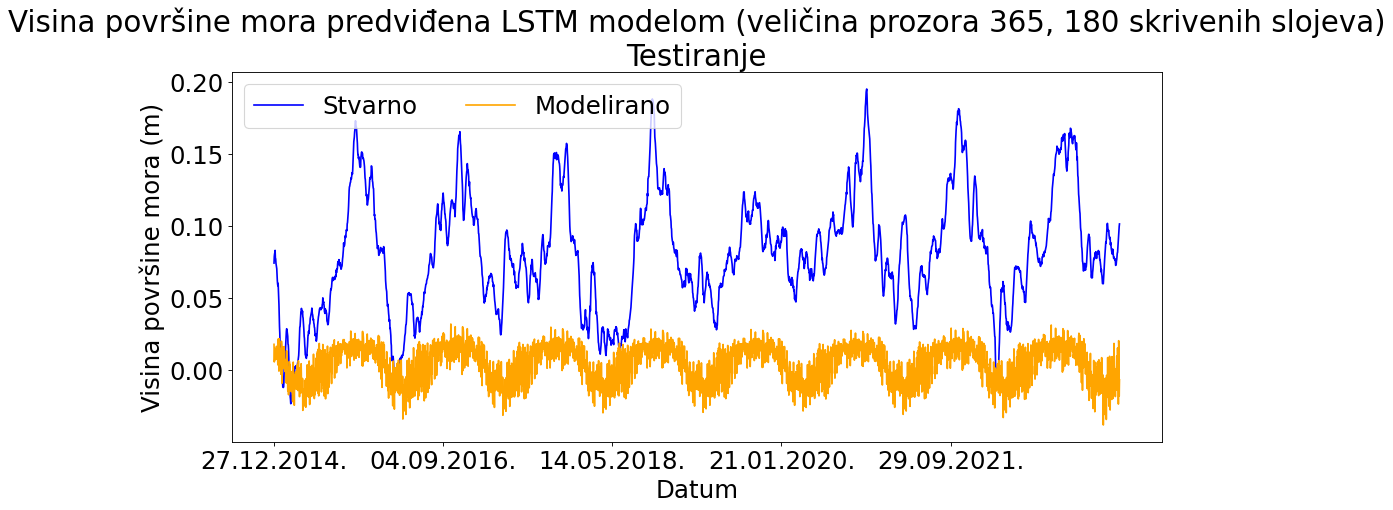 Visina površine mora predviđena LSTM modelom (veličina prozora 365, 180 skrivenih slojeva)
Testiranje
Stvarno
Modelirano
Visina površine mora (m)
0.20
0.15
0.10
0.05
0.00
27.12.2014.
04.09.2016.
14.05.2018.
21.01.2020.
29.09.2021.
Datum